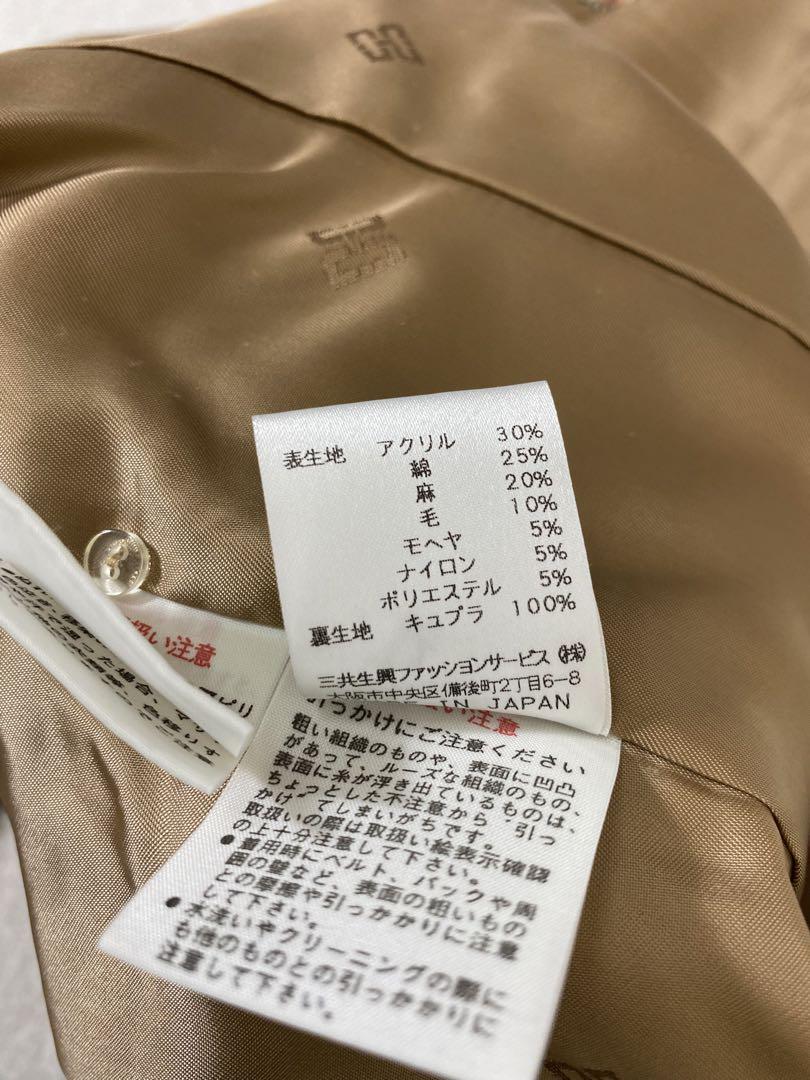 表生地 アクリル 30%
綿 25%
麻 20%
毛 10%
モヘヤ 5%
ナイロン 5%
ポリエステル 5%
裏生地 キュプラ 100%
三共生興ファッションサービス(株)
大阪市中央区備後町2丁目6-8
IN JAPAN
い注意
引っかけにご注意ください
粗い組織のものや、表面に凹凸
があって、ルーズな組織のもの、
表面に糸が浮き出ているものは、
ちょっとした不注意から"引っ
かけ"てしまいがちです。
取扱いの際は取扱い絵表示確認
の上十分注意して下さい。
●着用時にベルト、バックや周
囲の壁など、表面の粗いもの
との摩擦や引っかかりに注意
して下さい。
●水洗いやクリーニングの際に
も他のものとの引っかかりに
注意して下さい。
扱い注意